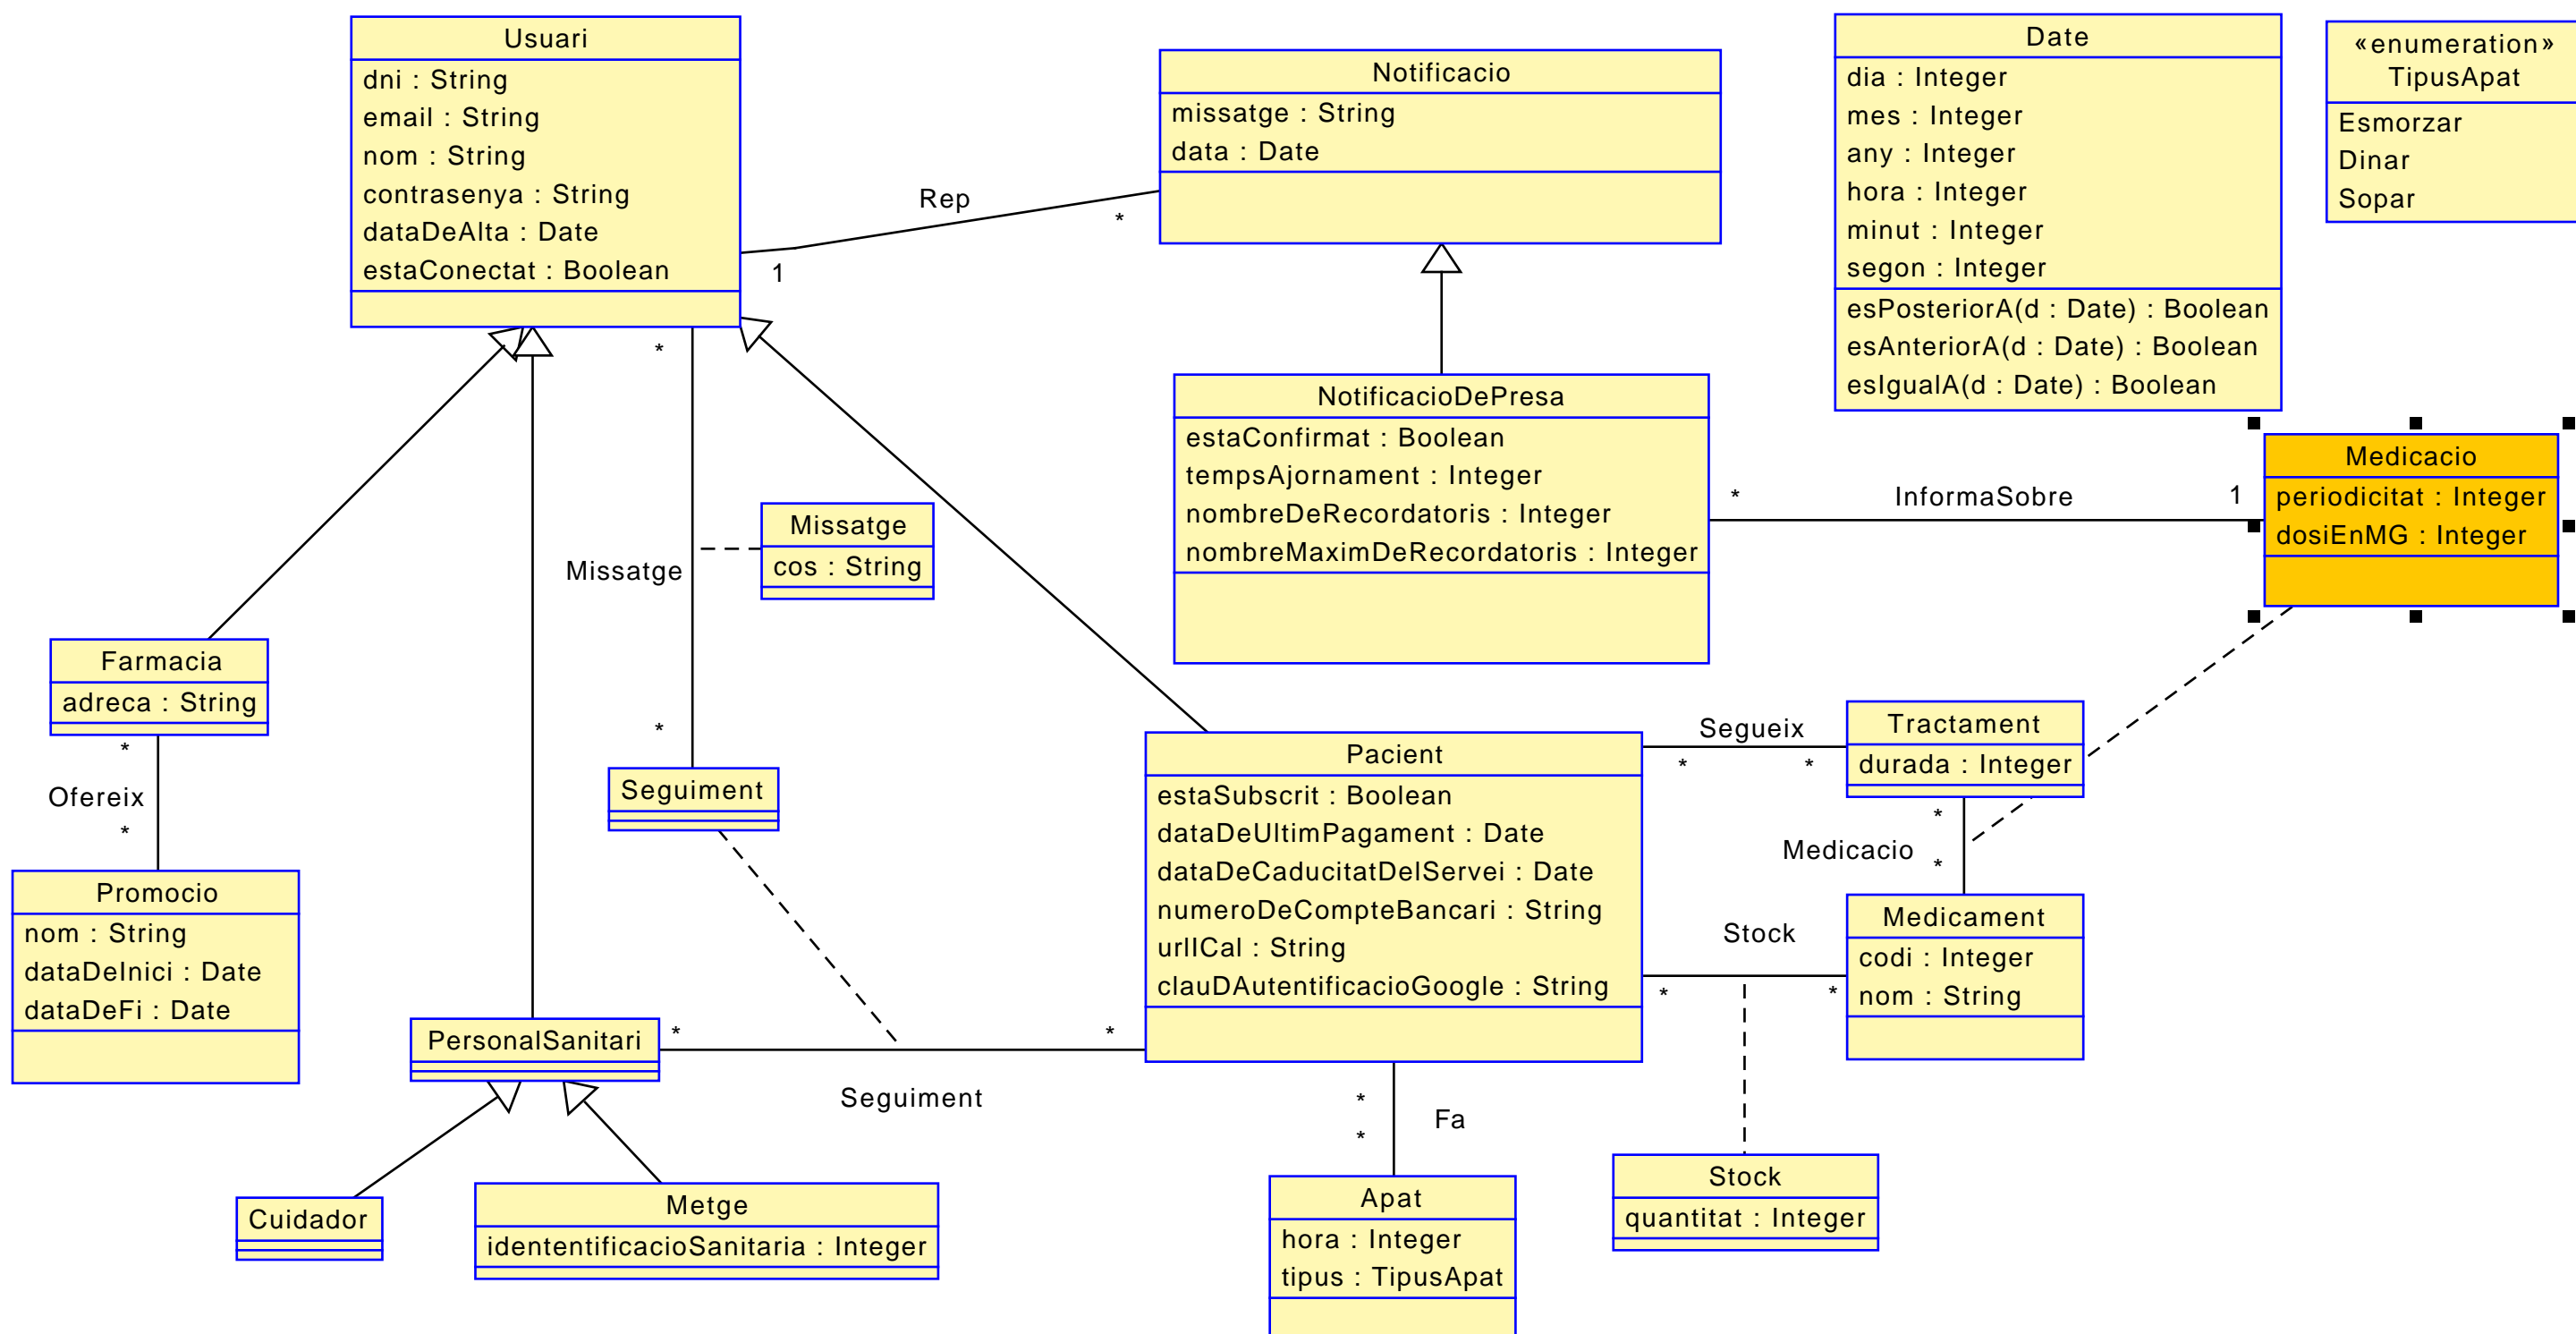 Usuari
dni : String
email : String
nom : String
contrasenya : String
dataDeAlta : Date
estaConectat : Boolean
Notificacio
missatge : String
data : Date
Date
dia : Integer
mes : Integer
any : Integer
hora : Integer
minut : Integer
segon : Integer
esPosteriorA(d : Date) : Boolean
esAnteriorA(d : Date) : Boolean
esIgualA(d : Date) : Boolean
«enumeration»
TipusApat
Esmorzar
Dinar
Sopar
Rep
*
1
*
NotificacioDePresa
estaConfirmat : Boolean
tempsAjornament : Integer
nombreDeRecordatoris : Integer
nombreMaximDeRecordatoris : Integer
*
InformaSobre
1
Medicacio
periodicitat : Integer
dosiEnMG : Integer
Missatge
Missatge
cos : String
*
Farmacia
adreca : String
*
Ofereix
*
Promocio
nom : String
dataDeInici : Date
dataDeFi : Date
Seguiment
Pacient
estaSubscrit : Boolean
dataDeUltimPagament : Date
dataDeCaducitatDelServei : Date
numeroDeCompteBancari : String
urlICal : String
clauDAutentificacioGoogle : String
Segueix
*
*
Tractament
durada : Integer
*
Medicacio
*
Medicament
codi : Integer
nom : String
Stock
*
*
PersonalSanitari
*
*
Seguiment
*
*
Fa
Cuidador
Metge
idententificacioSanitaria : Integer
Apat
hora : Integer
tipus : TipusApat
Stock
quantitat : Integer